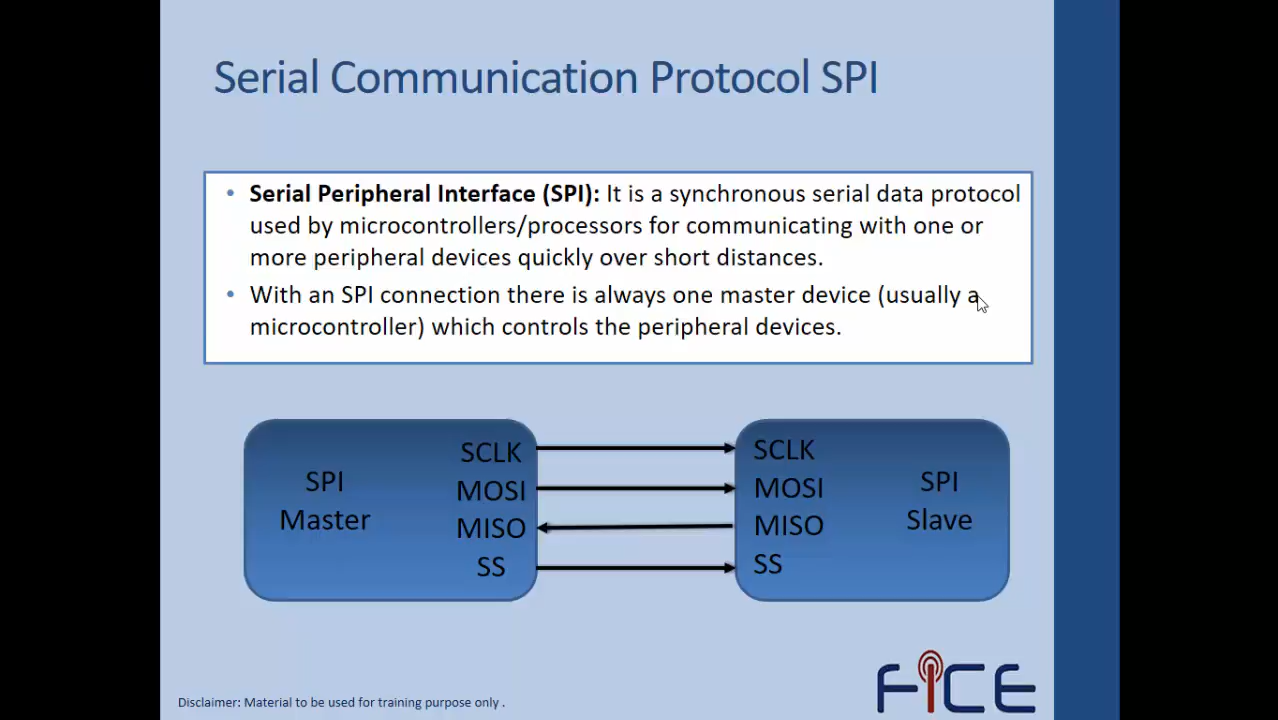 Serial Communication Protocol SPI
• Serial Peripheral Interface (SPI): It is a synchronous serial data protocol
used by microcontrollers/processors for communicating with one or
more peripheral devices quickly over short distances.
• With an SPI connection there is always one master device (usually a
microcontroller) which controls the peripheral devices.
SPI
Master
SCLK
MOSI
MISO
SS
SCLK
MOSI
MISO
SS
SPI
Slave
Disclaimer: Material to be used for training purpose only .
FiCE